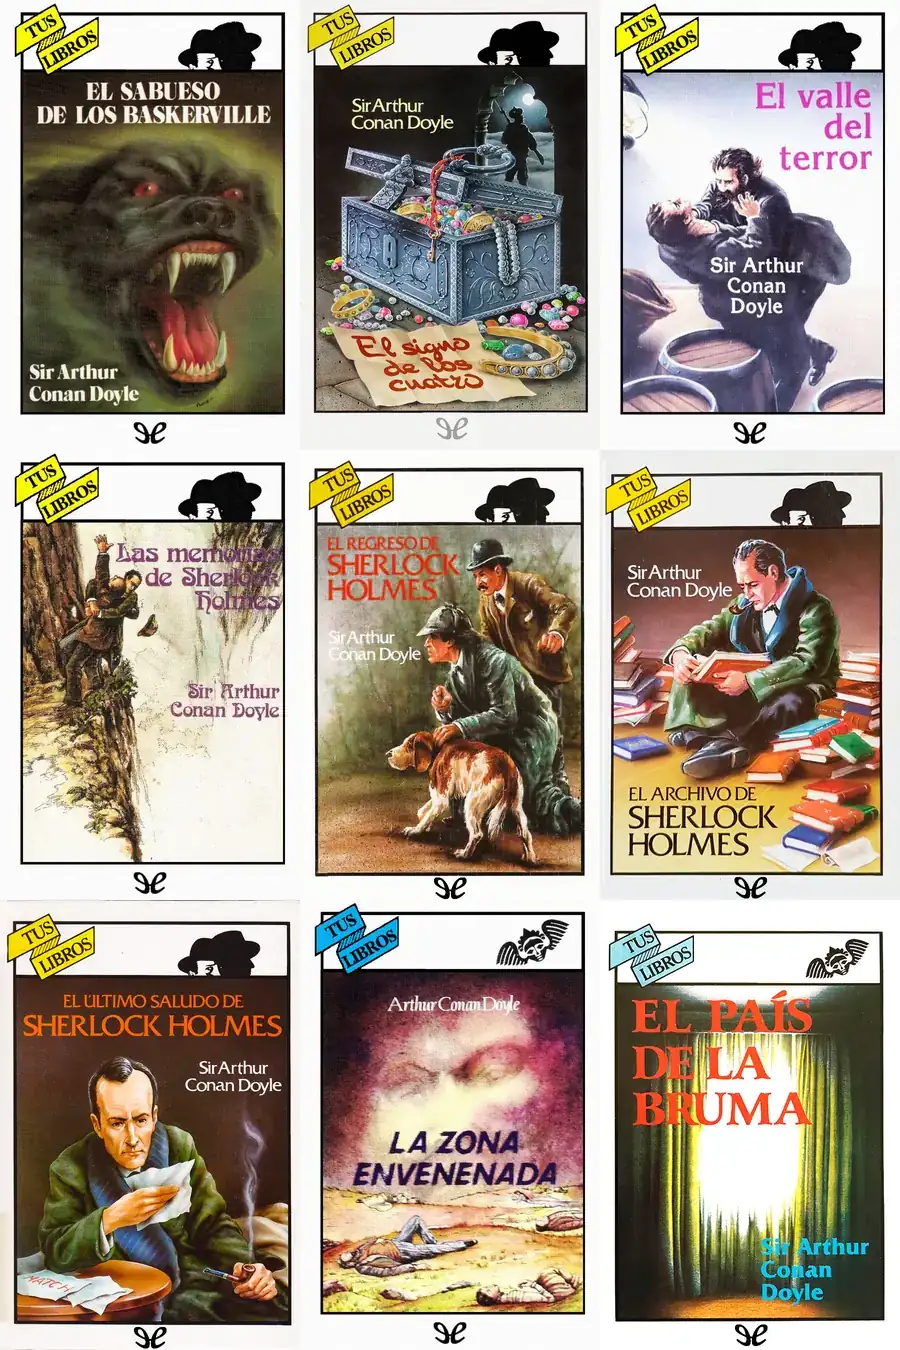 TUS
LIBROS
EL SABUESO
DE LOS BASKERVILLE
Sir Arthur
Conan Doyle
TUS
LIBROS
Sir Arthur
Conan Doyle
El signo
de los
cuatro
TUS
LIBROS
El valle
del
terror
Sir Arthur
Conan
Doyle
TUS
LIBROS
Las memorias
de Sherlock
Holmes
Sir Arthur
Conan Doyle
TUS
LIBROS
EL REGRESO DE
SHERLOCK
HOLMES
Sir Arthur
Conan Doyle
TUS
LIBROS
Sir Arthur
Conan Doyle
EL ARCHIVO DE
SHERLOCK
HOLMES
TUS
LIBROS
EL ÚLTIMO SALUDO DE
SHERLOCK HOLMES
Sir Arthur
Conan Doyle
MATCH
TUS
LIBROS
Arthur Conan Doyle
LA ZONA
ENVENENADA
TUS
LIBROS
EL PAÍS
DE LA
BRUMA
Sir Arthur
Conan
Doyle